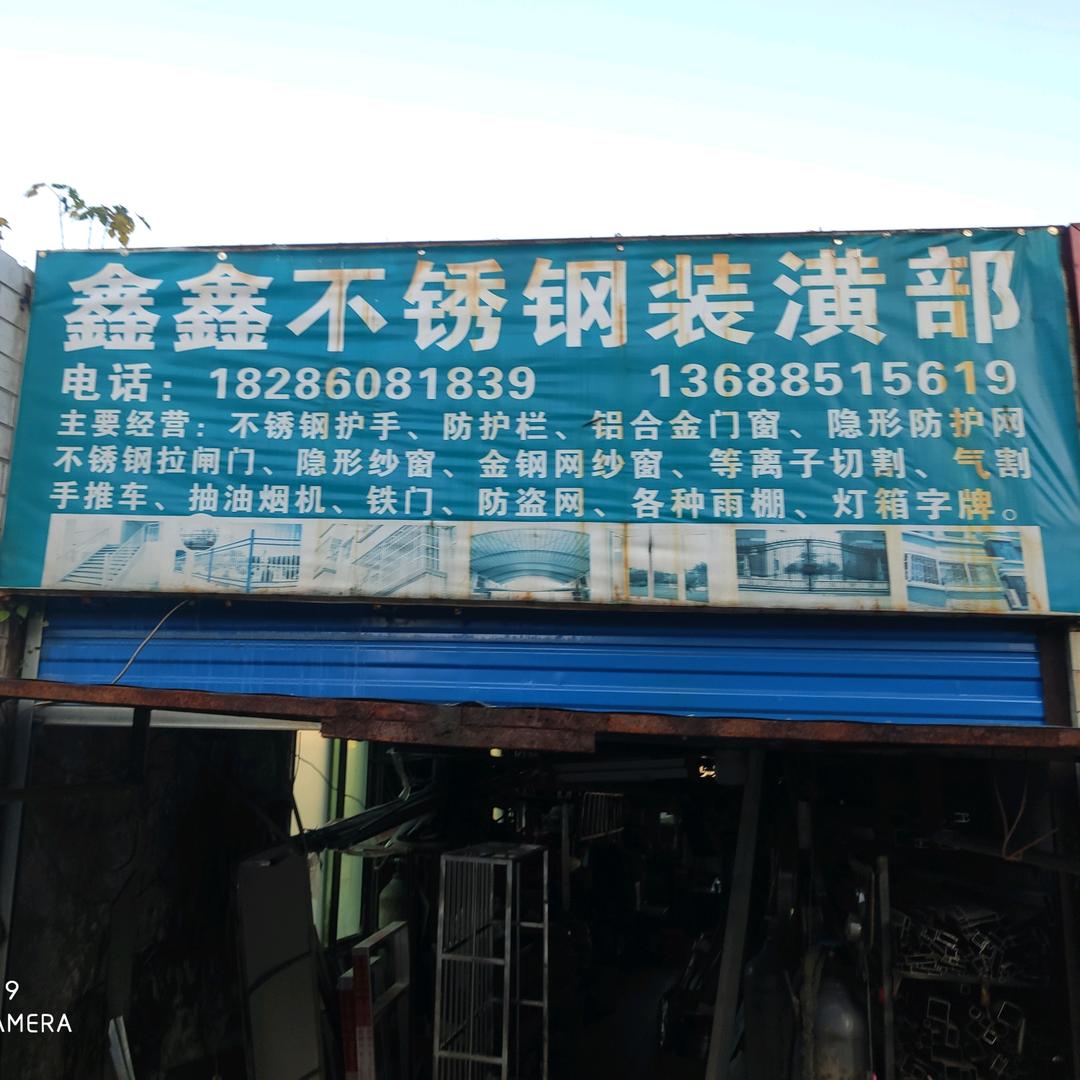 鑫鑫不锈钢装潢部
电话：18286081839 13688515619
主要经营：不锈钢护手、防护栏、铝合金门窗、隐形防护网
不锈钢拉闸门、隐形纱窗、金钢网纱窗、等离子切割、气割
手推车、抽油烟机、铁门、防盗网、各种雨棚、灯箱字牌。
9
AMERA